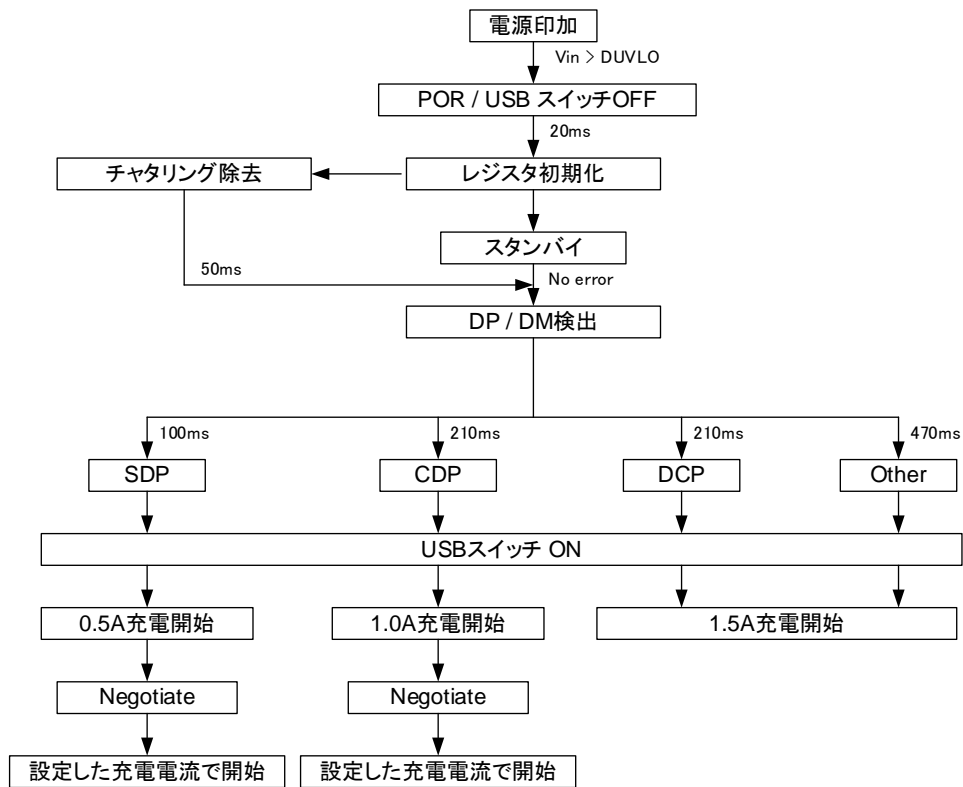 電源印加
Vin > DUVLO
POR / USB スイッチOFF
20ms
チャタリング除去
レジスタ初期化
スタンバイ
50ms
No error
DP / DM検出
100ms
210ms
210ms
470ms
SDP
CDP
DCP
Other
USBスイッチ ON
0.5A充電開始
1.0A充電開始
1.5A充電開始
Negotiate
Negotiate
設定した充電電流で開始
設定した充電電流で開始